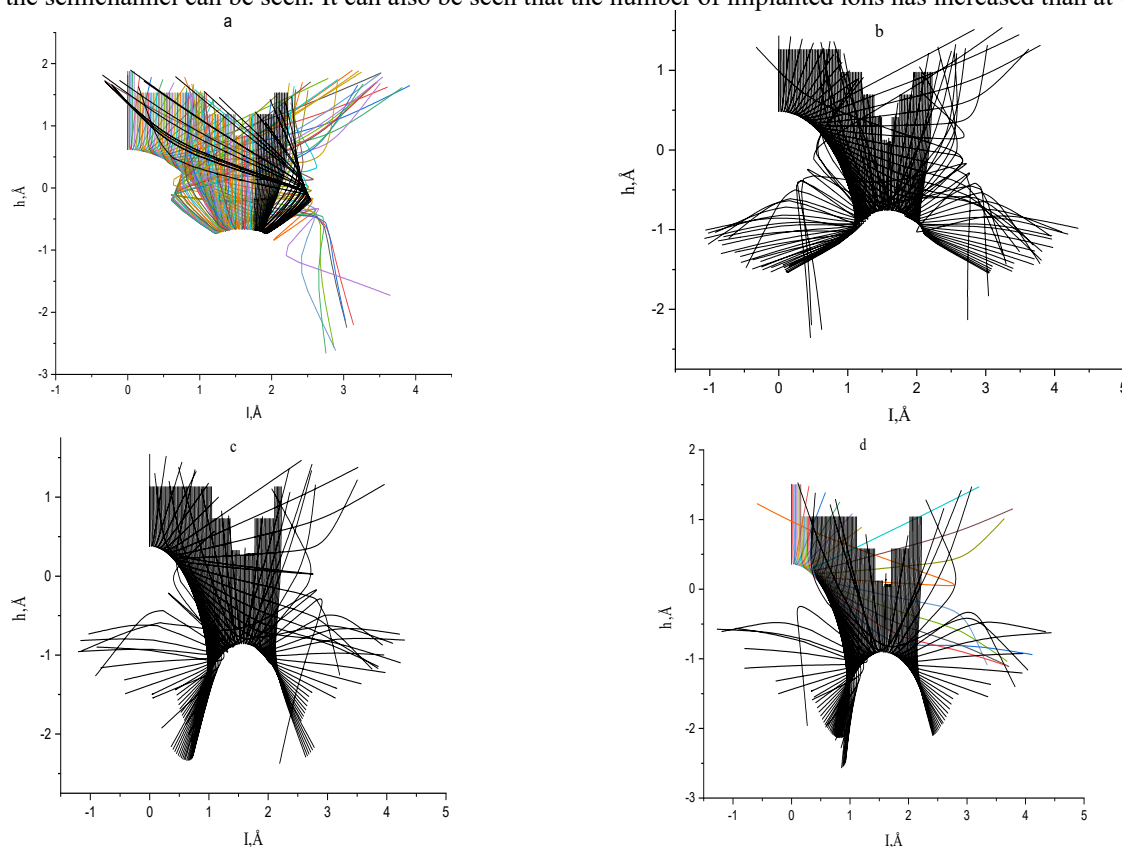 the semichannel can be seen. It can also be seen that the number of implanted ions has increased than at
a
2
1
0
-1
-2
-3
h,Å
-1 0 1 2 3 4
I,Å
b
1
0
-1
-2
h,Å
-1 0 1 2 3 4 5
I,Å
c
1
0
-1
-2
h,Å
-1 0 1 2 3 4 5
I,Å
d
2
1
0
-1
-2
-3
h,Å
-1 0 1 2 3 4 5
I,Å